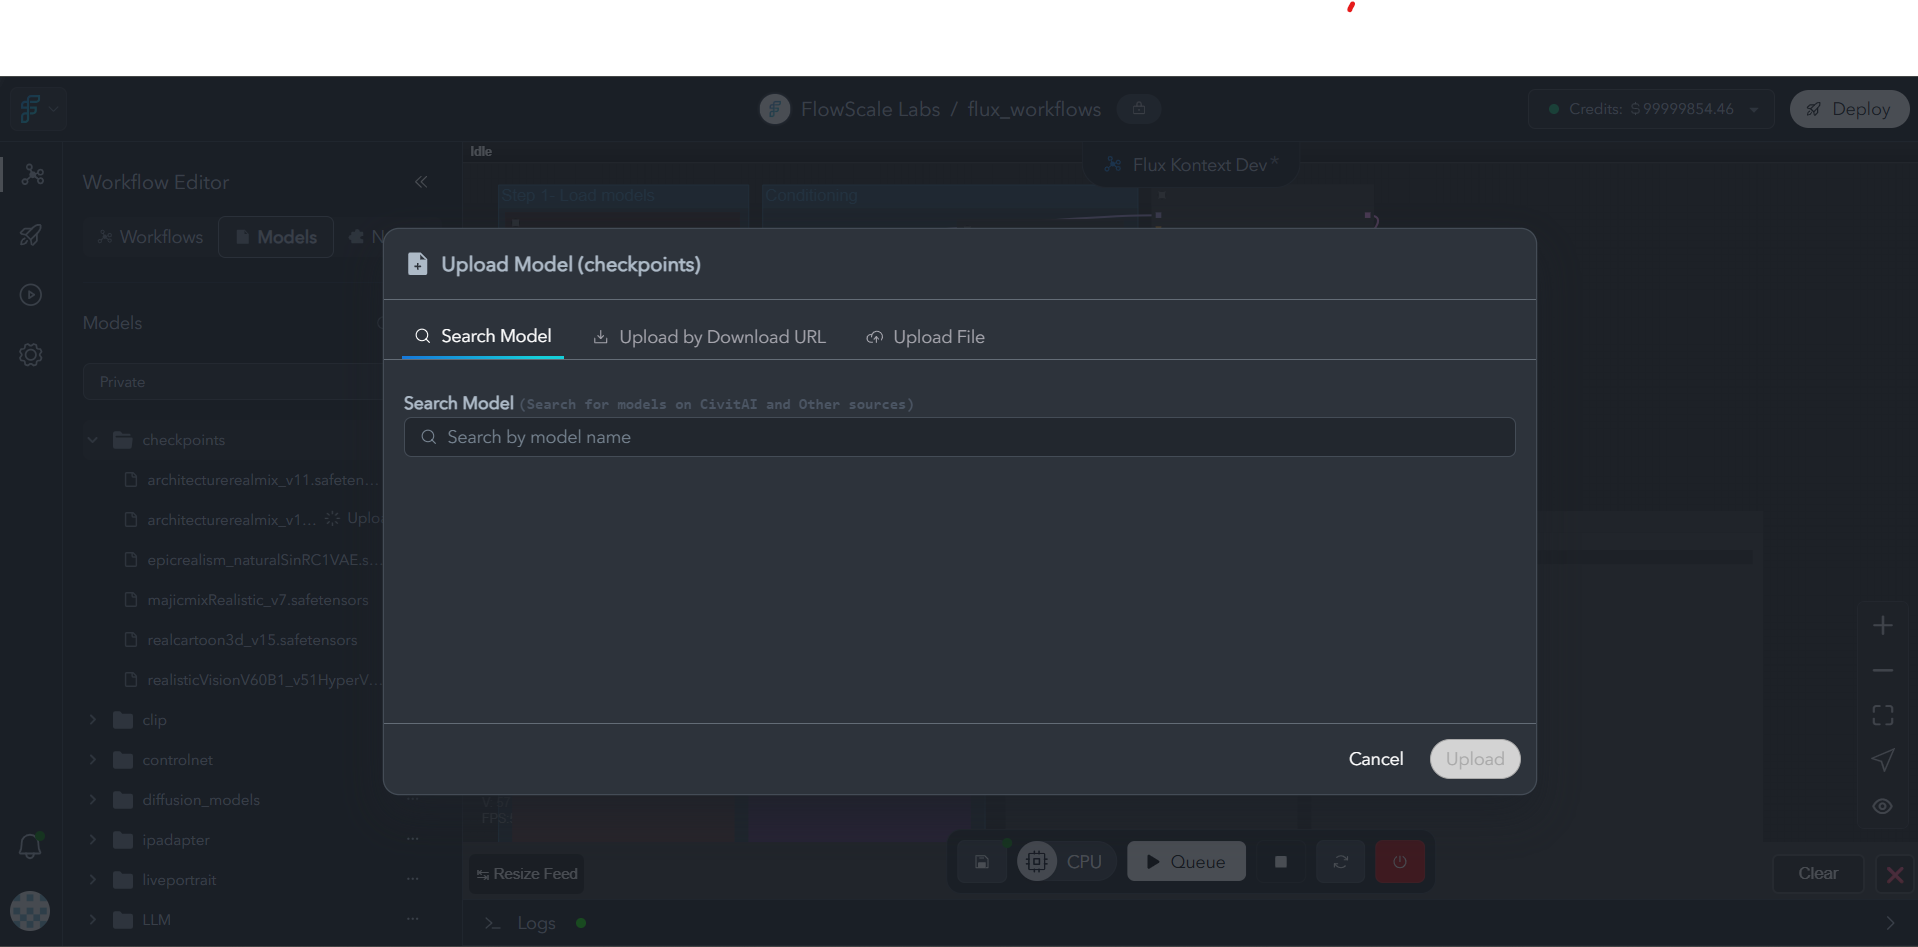 FlowScale Labs / flux_workflows
Credits: $ 99999854.46
Deploy
Idle
Workflow Editor
Flux Kontext Dev*
Step 1- Load models
Conditioning
Workflows
Models
N
Upload Model (checkpoints)
Models
Search Model
Upload by Download URL
Upload File
Private
Search Model (Search for models on CivitAI and Other sources)
Search by model name
checkpoints
architecturerealmix_v11.safeten...
architecturerealmix_v1... Uploa
epicrealism_naturalSinRC1VAE.s...
majicmixRealistic_v7.safetensors
realcartoon3d_v15.safetensors
realisticVisionV60B1_v51HyperV...
clip
controlnet
Cancel
Upload
diffusion_models
ipadapter
liveportrait
LLM
FPS:
Resize Feed
CPU
Queue
Clear
Logs